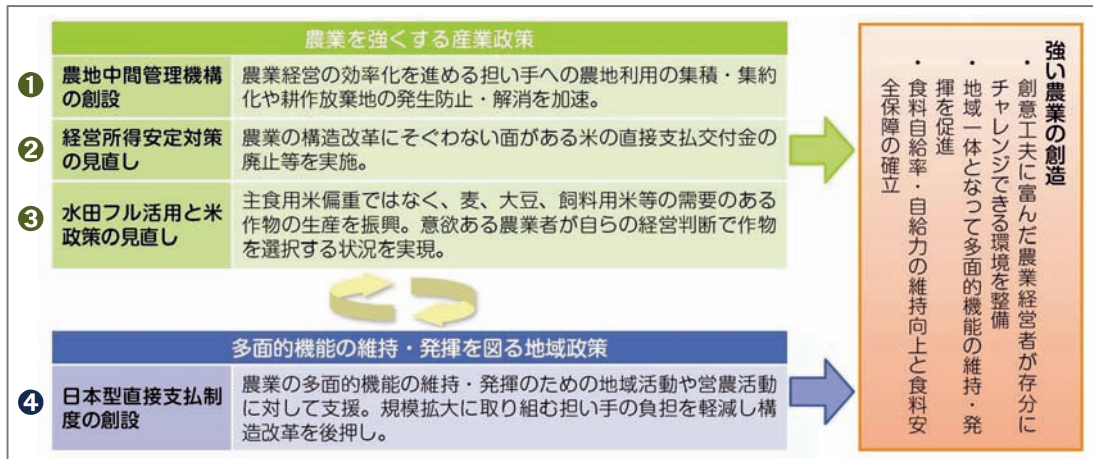 農業を強くする産業政策
❶
農地中間管理機構
の創設
農業経営の効率化を進める担い手への農地利用の集積・集約
化や耕作放棄地の発生防止・解消を加速。
❷
経営所得安定対策
の見直し
農業の構造改革にそぐわない面がある米の直接支払交付金の
廃止等を実施。
❸
水田フル活用と米
政策の見直し
主食用米偏重ではなく、麦、大豆、飼料用米等の需要のある
作物の生産を振興。意欲ある農業者が自らの経営判断で作物
を選択する状況を実現。
多面的機能の維持・発揮を図る地域政策
❹
日本型直接支払制
度の創設
農業の多面的機能の維持・発揮のための地域活動や営農活動
に対して支援。規模拡大に取り組む担い手の負担を軽減し構
造改革を後押し。
強い農業の創造
・創意工夫に富んだ農業経営者が存分に
チャレンジできる環境を整備
・地域一体となって多面的機能の維持・発
揮を促進
・食料自給率・自給力の維持向上と食料安
全保障の確立